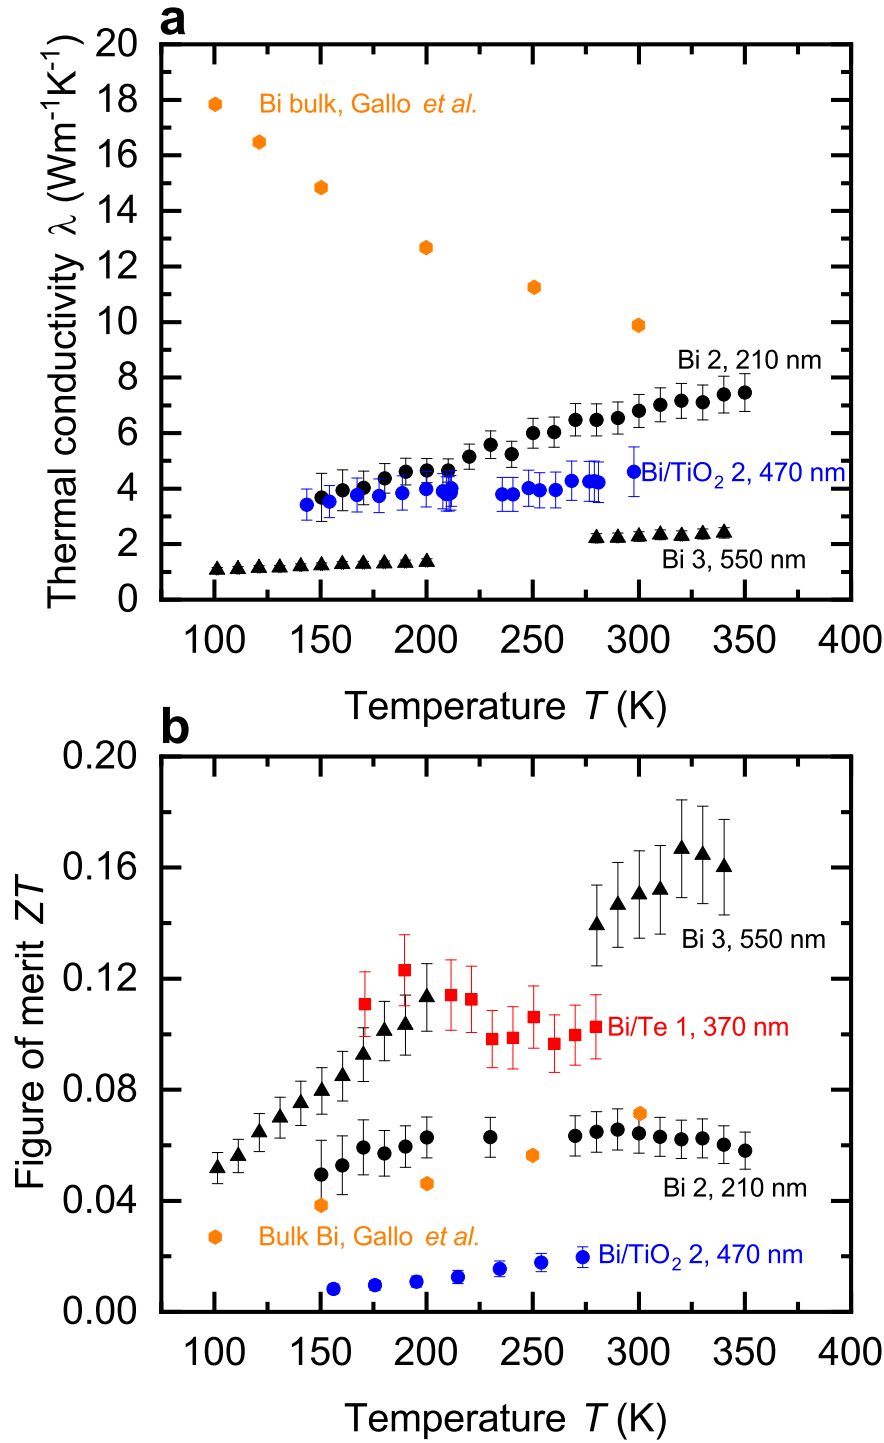 a
Thermal conductivity λ (Wm⁻¹K⁻¹)
20
18
16
14
12
10
8
6
4
2
0
Bi bulk, Gallo et al.
Bi 2, 210 nm
Bi/TiO₂ 2, 470 nm
Bi 3, 550 nm
100 150 200 250 300 350 400
Temperature T (K)
b
Figure of merit ZT
0.20
0.16
0.12
0.08
0.04
0.00
Bi 3, 550 nm
Bi/Te 1, 370 nm
Bi 2, 210 nm
Bulk Bi, Gallo et al.
Bi/TiO₂ 2, 470 nm
100 150 200 250 300 350 400
Temperature T (K)